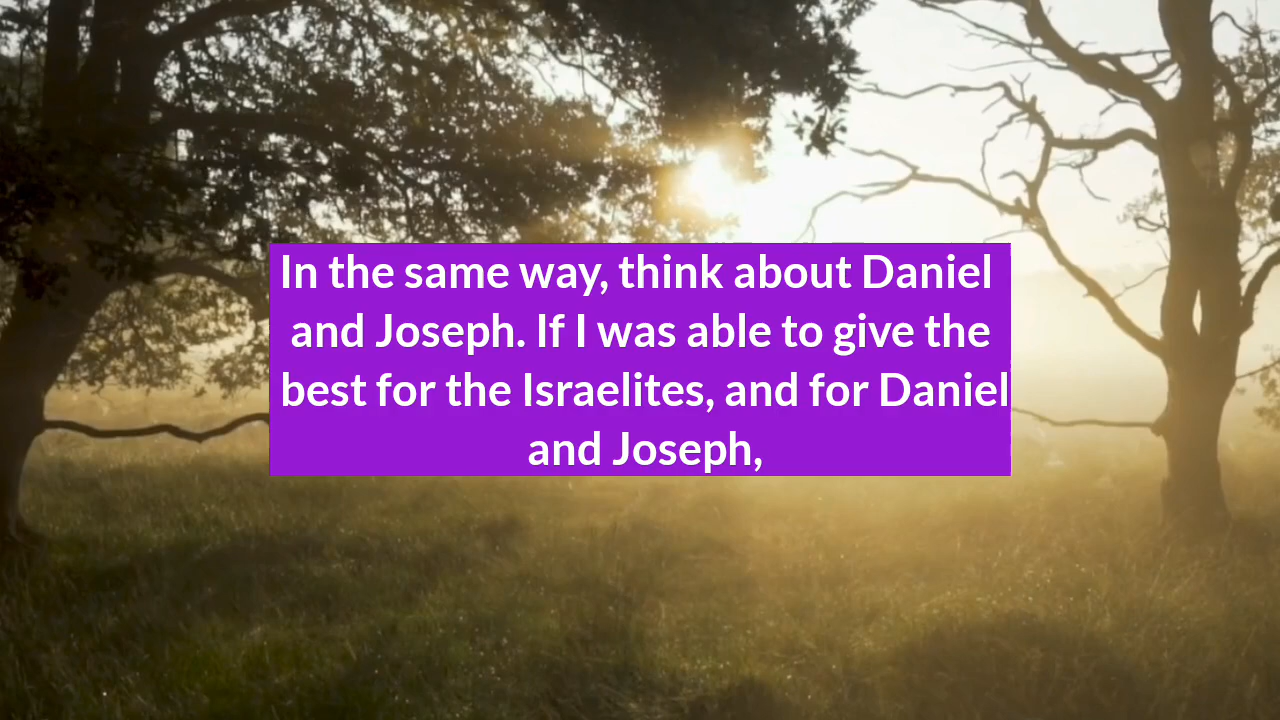 In the same way, think about Daniel
and Joseph. If I was able to give the
best for the Israelites, and for Daniel
and Joseph,